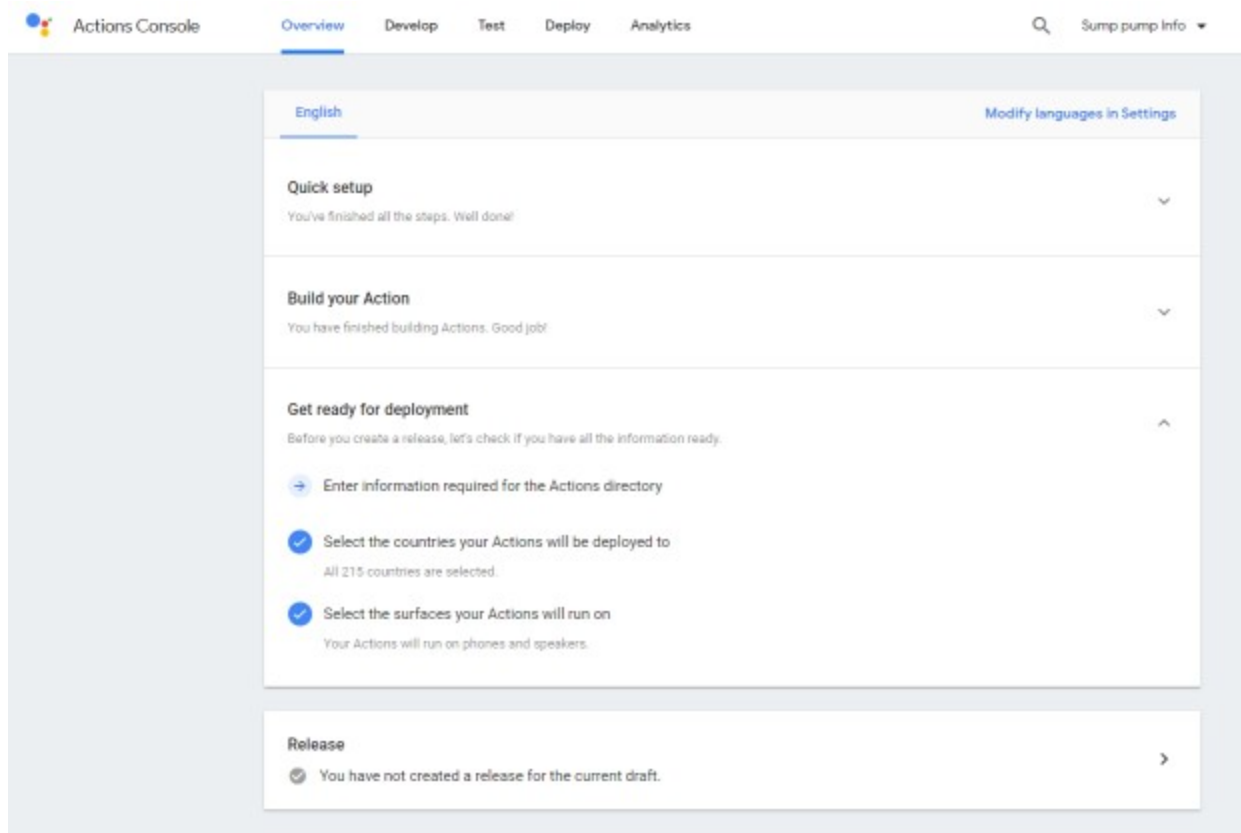 Actions Console
Overview
Develop
Test
Deploy
Analytics
Sump pump Info
English
Modify languages in Settings
Quick setup
You've finished all the steps. Well done!
Build your Action
You have finished building Actions. Good job!
Get ready for deployment
Before you create a release, let's check if you have all the information ready.
Enter information required for the Actions directory
Select the countries your Actions will be deployed to
All 215 countries are selected.
Select the surfaces your Actions will run on
Your Actions will run on phones and speakers.
Release
You have not created a release for the current draft.